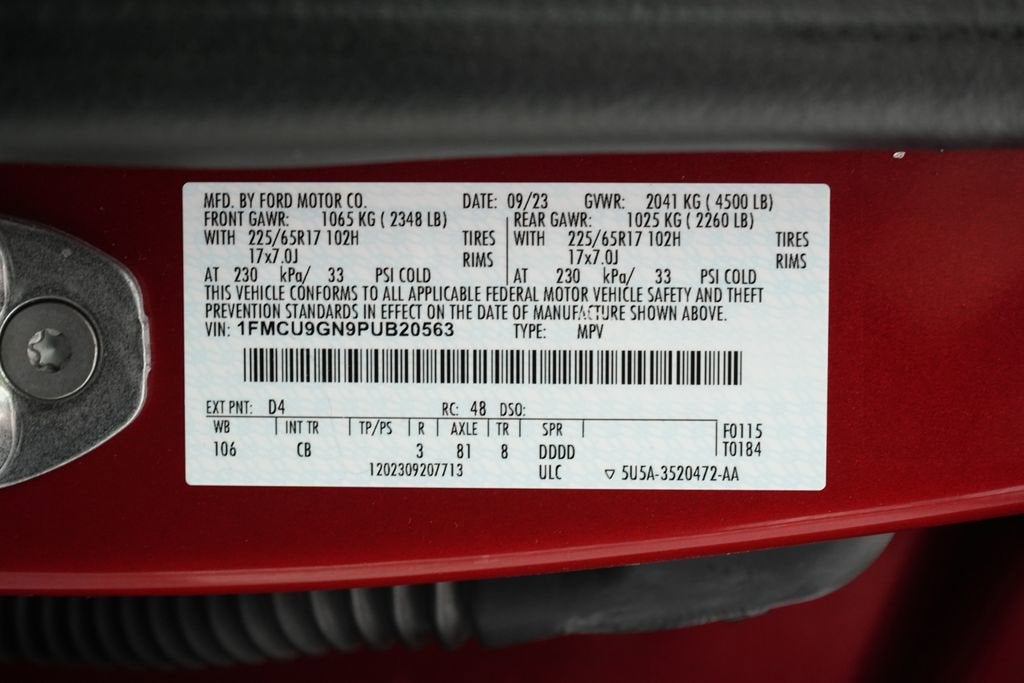 MFD. BY FORD MOTOR CO. DATE: 09/23 GVWR: 2041 KG ( 4500 LB)
FRONT GAWR: 1065 KG ( 2348 LB) REAR GAWR: 1025 KG ( 2260 LB)
WITH 225/65R17 102H TIRES WITH 225/65R17 102H TIRES
17x7.0J RIMS 17x7.0J RIMS
AT 230 kPa/ 33 PSI COLD AT 230 kPa/ 33 PSI COLD
THIS VEHICLE CONFORMS TO ALL APPLICABLE FEDERAL MOTOR VEHICLE SAFETY AND THEFT
PREVENTION STANDARDS IN EFFECT ON THE DATE OF MANUFACTURE SHOWN ABOVE.
VIN: 1FMCU9GN9PUB20563 TYPE: MPV
EXT PNT: D4 RC: 48 DSO:
WB INT TR TP/PS R AXLE TR SPR F0115
106 CB 3 81 8 DDDD T0184
1202309207713 ULC ▽ 5U5A-3520472-AA